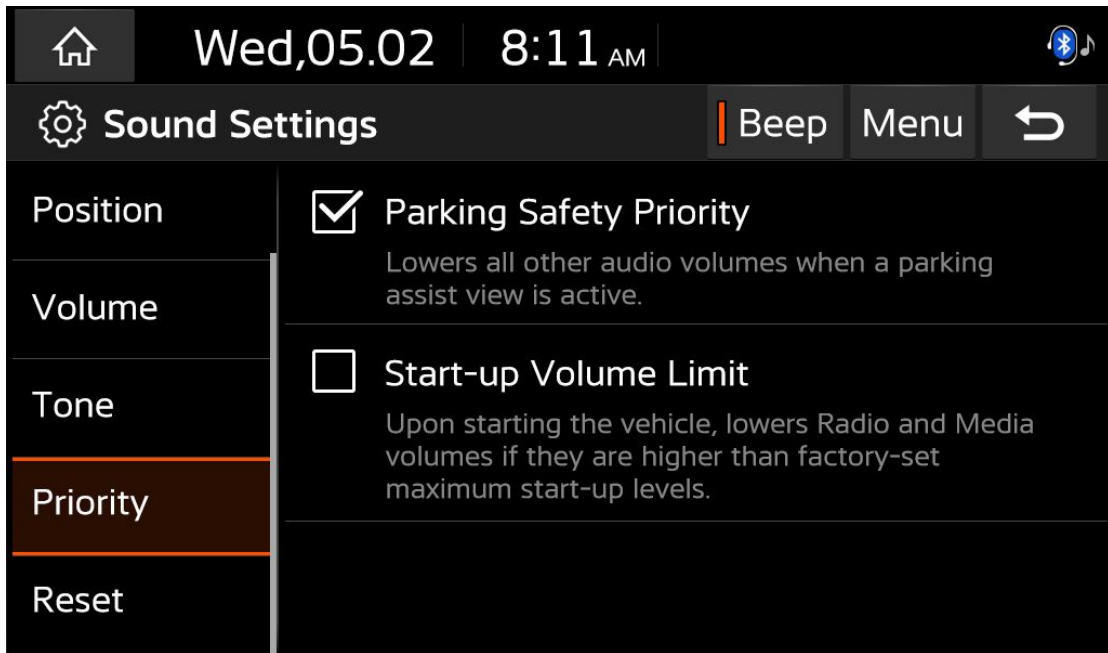 Wed,05.02 8:11 AM
Sound Settings Beep Menu
Position
Volume
Tone
Priority
Reset
Parking Safety Priority
Lowers all other audio volumes when a parking
assist view is active.
Start-up Volume Limit
Upon starting the vehicle, lowers Radio and Media
volumes if they are higher than factory-set
maximum start-up levels.